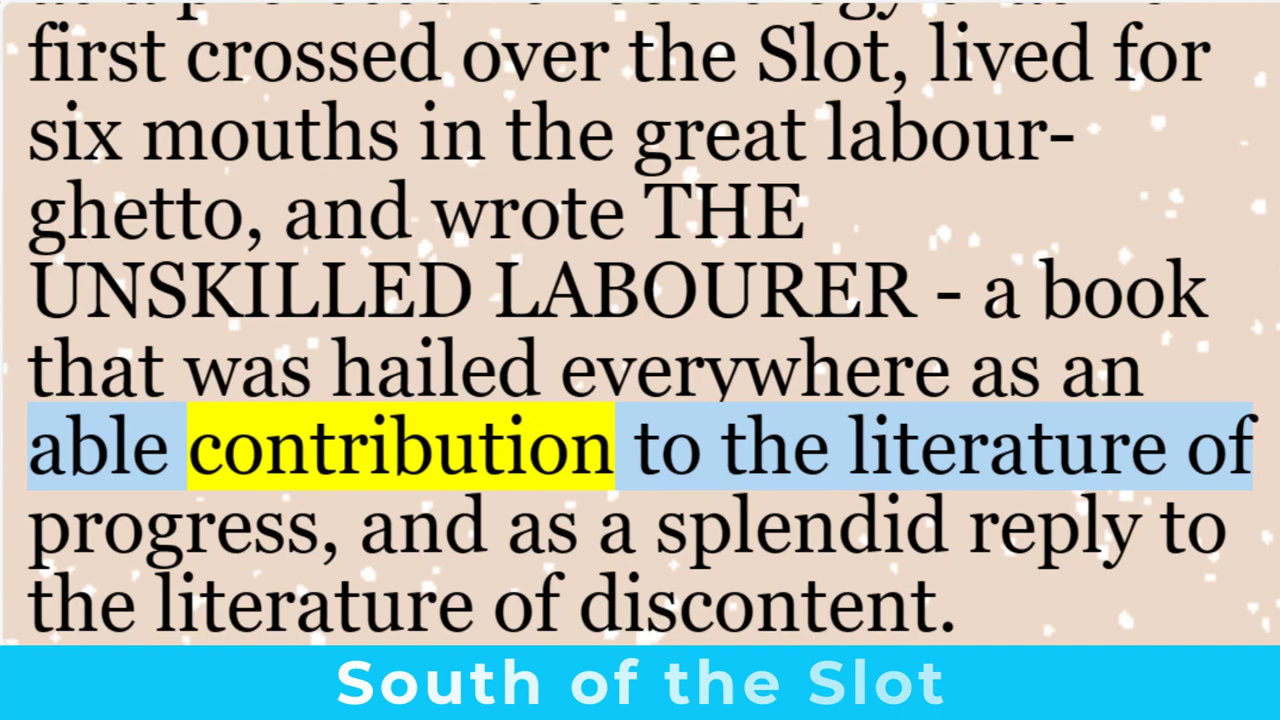 first crossed over the Slot, lived for
six mouths in the great labour-
ghetto, and wrote THE
UNSKILLED LABOURER - a book
that was hailed everywhere as an
able contribution to the literature of
progress, and as a splendid reply to
the literature of discontent.
South of the Slot